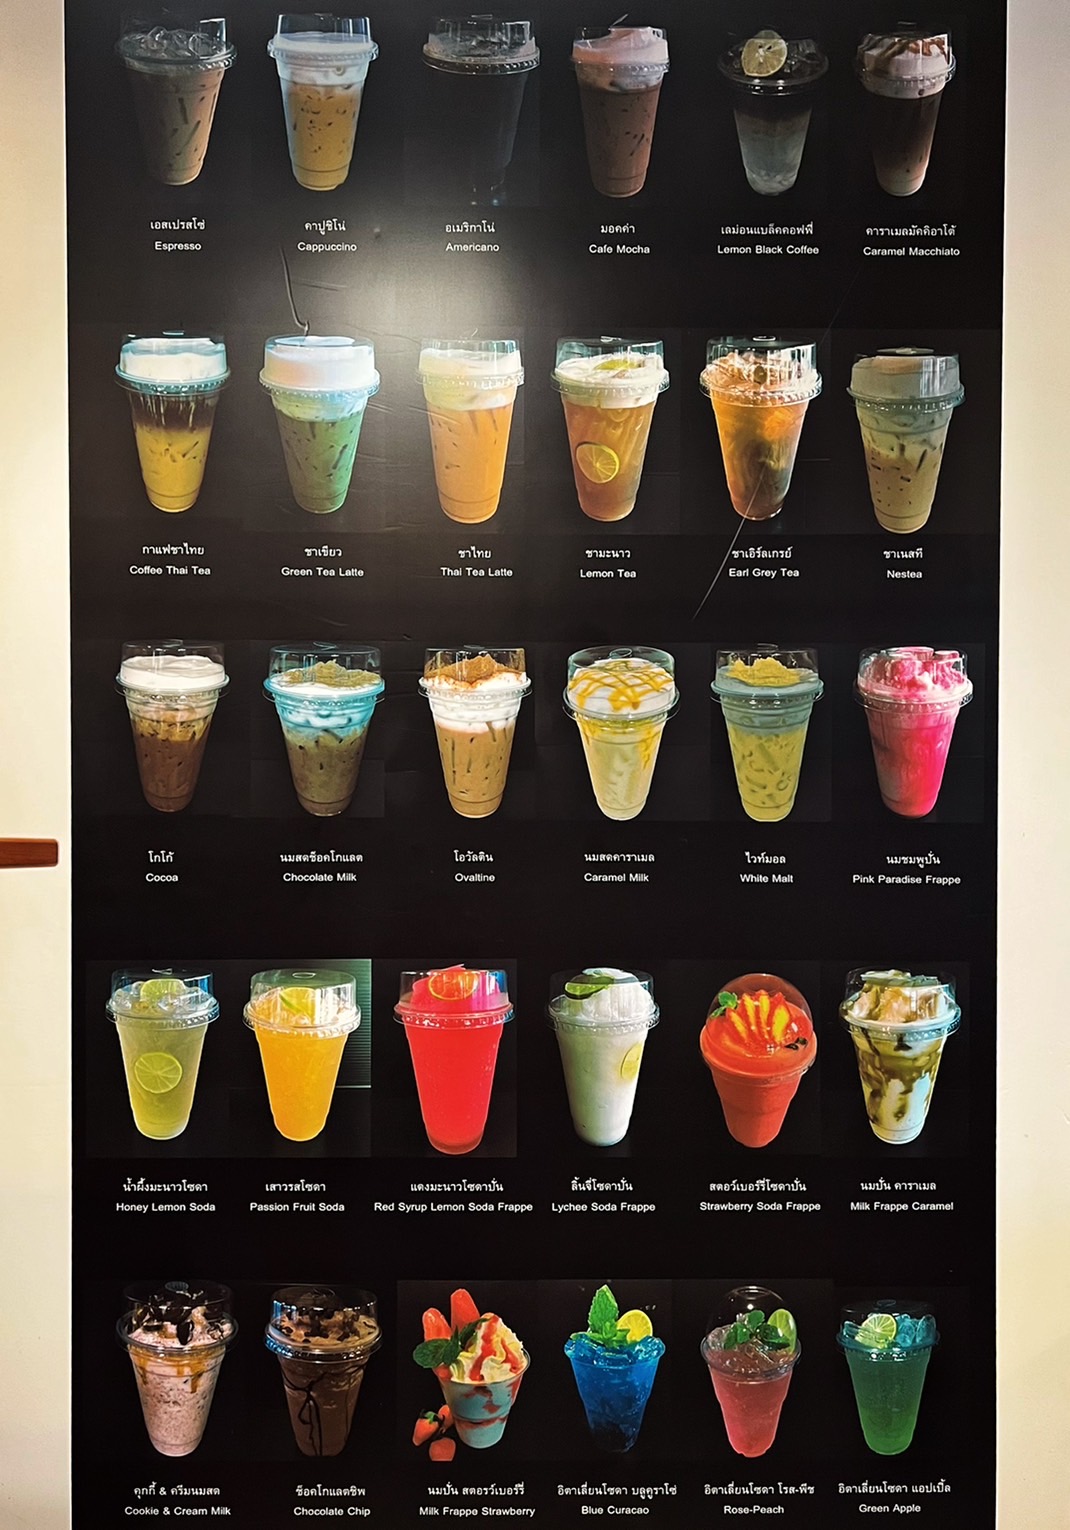 เอสเปรสโซ่
Espresso
คาปูชิโน่
Cappuccino
อเมริกาโน่
Americano
มอคค่า
Cafe Mocha
เลม่อนแบล็คคอฟฟี่
Lemon Black Coffee
คาราเมลมัคคิอาโต้
Caramel Macchiato
กาแฟชาไทย
Coffee Thai Tea
ชาเขียว
Green Tea Latte
ชาไทย
Thai Tea Latte
ชามะนาว
Lemon Tea
ชาเอิร์ลเกรย์
Earl Grey Tea
ชาเนสที
Nestea
โกโก้
Cocoa
นมสดช็อคโกแลต
Chocolate Milk
โอวัลติน
Ovaltine
นมสดคาราเมล
Caramel Milk
ไวท์มอล
White Malt
นมชมพูปั่น
Pink Paradise Frappe
น้ำผึ้งมะนาวโซดา
Honey Lemon Soda
เสาวรสโซดา
Passion Fruit Soda
แดงมะนาวโซดาปั่น
Red Syrup Lemon Soda Frappe
ลิ้นจี่โซดาปั่น
Lychee Soda Frappe
สตอว์เบอร์รี่โซดาปั่น
Strawberry Soda Frappe
นมปั่น คาราเมล
Milk Frappe Caramel
คุกกี้ & ครีมนมสด
Cookie & Cream Milk
ช็อคโกแลตชิพ
Chocolate Chip
นมปั่น สตอรว์เบอร์รี่
Milk Frappe Strawberry
อิตาเลี่ยนโซดา บลูคูราโซ่
Blue Curacao
อิตาเลี่ยนโซดา โรส-พีช
Rose-Peach
อิตาเลี่ยนโซดา แอปเปิ้ล
Green Apple